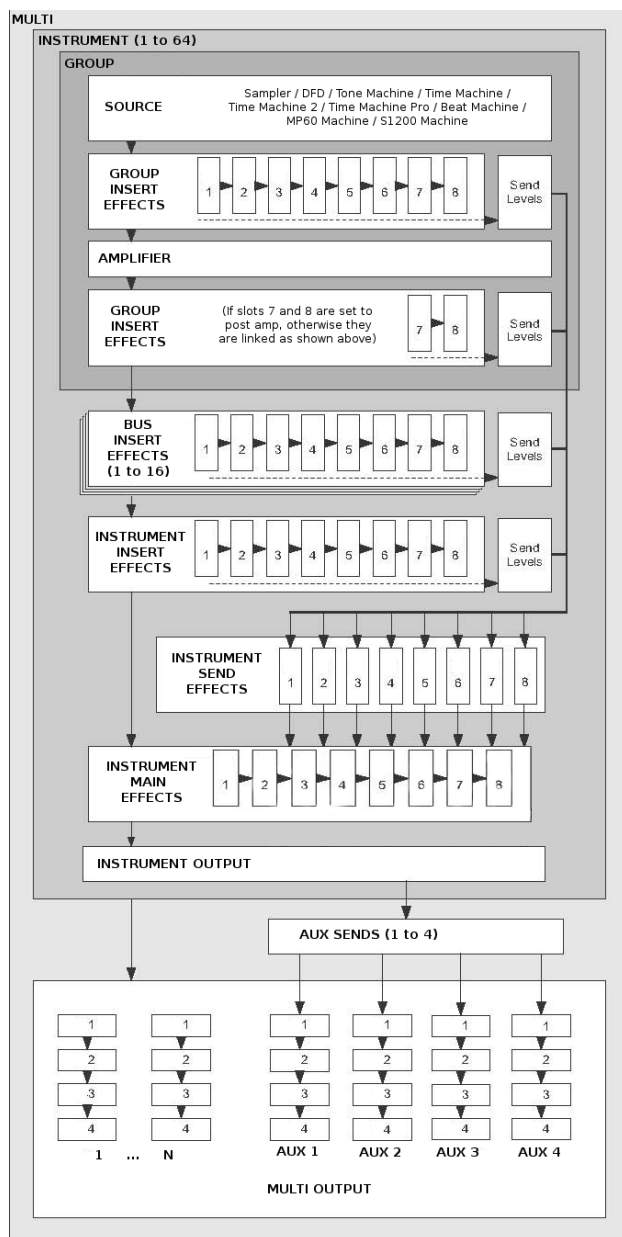 MULTI
INSTRUMENT (1 to 64)
GROUP
SOURCE
Sampler / DFD / Tone Machine / Time Machine /
Time Machine 2 / Time Machine Pro / Beat Machine /
MP60 Machine / S1200 Machine
GROUP
INSERT
EFFECTS
1 2 3 4 5 6 7 8
Send
Levels
AMPLIFIER
GROUP
INSERT
EFFECTS
(If slots 7 and 8 are set to
post amp, otherwise they
are linked as shown above)
7 8
Send
Levels
BUS
INSERT
EFFECTS
(1 to 16)
1 2 3 4 5 6 7 8
Send
Levels
INSTRUMENT
INSERT
EFFECTS
1 2 3 4 5 6 7 8
Send
Levels
INSTRUMENT
SEND
EFFECTS
1 2 3 4 5 6 7 8
INSTRUMENT
MAIN
EFFECTS
1 2 3 4 5 6 7 8
INSTRUMENT OUTPUT
AUX SENDS (1 to 4)
1 1 1 1 1 1
2 2 2 2 2 2
3 3 3 3 3 3
4 4 4 4 4 4
1 ... N AUX 1 AUX 2 AUX 3 AUX 4
MULTI OUTPUT